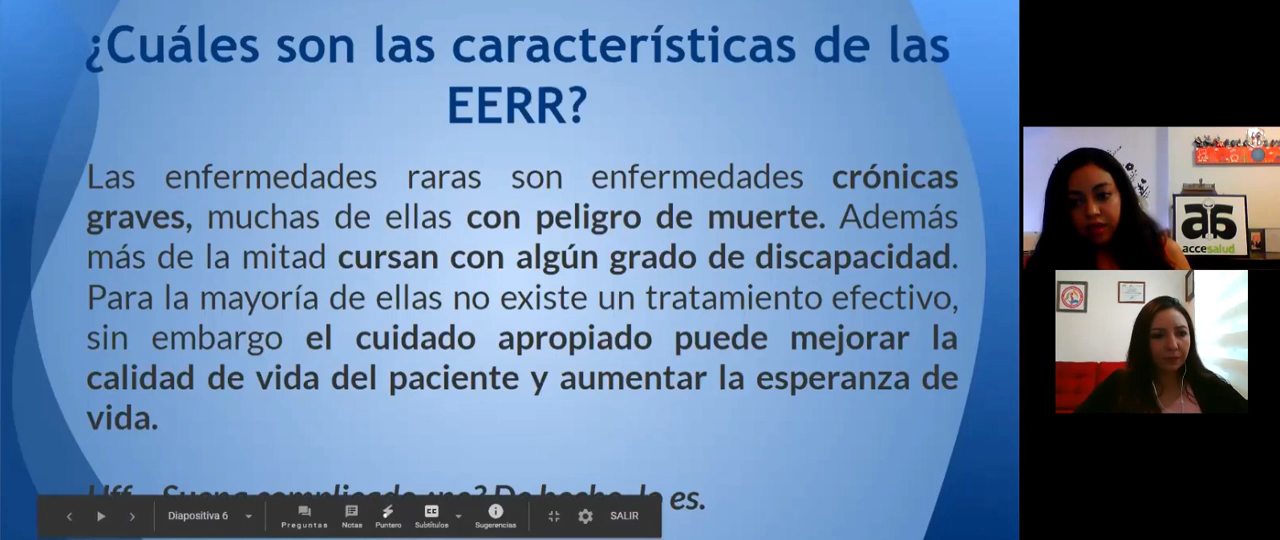 ¿Cuáles son las características de las
EERR?
Las enfermedades raras son enfermedades crónicas
graves, muchas de ellas con peligro de muerte. Además
más de la mitad cursan con algún grado de discapacidad.
Para la mayoría de ellas no existe un tratamiento efectivo,
sin embargo el cuidado apropiado puede mejorar la
calidad de vida del paciente y aumentar la esperanza de
vida.
es.
Diapositiva 6
Preguntas
Notas
Puntero
Subtítulos
Sugerencias
SALIR
accesalud